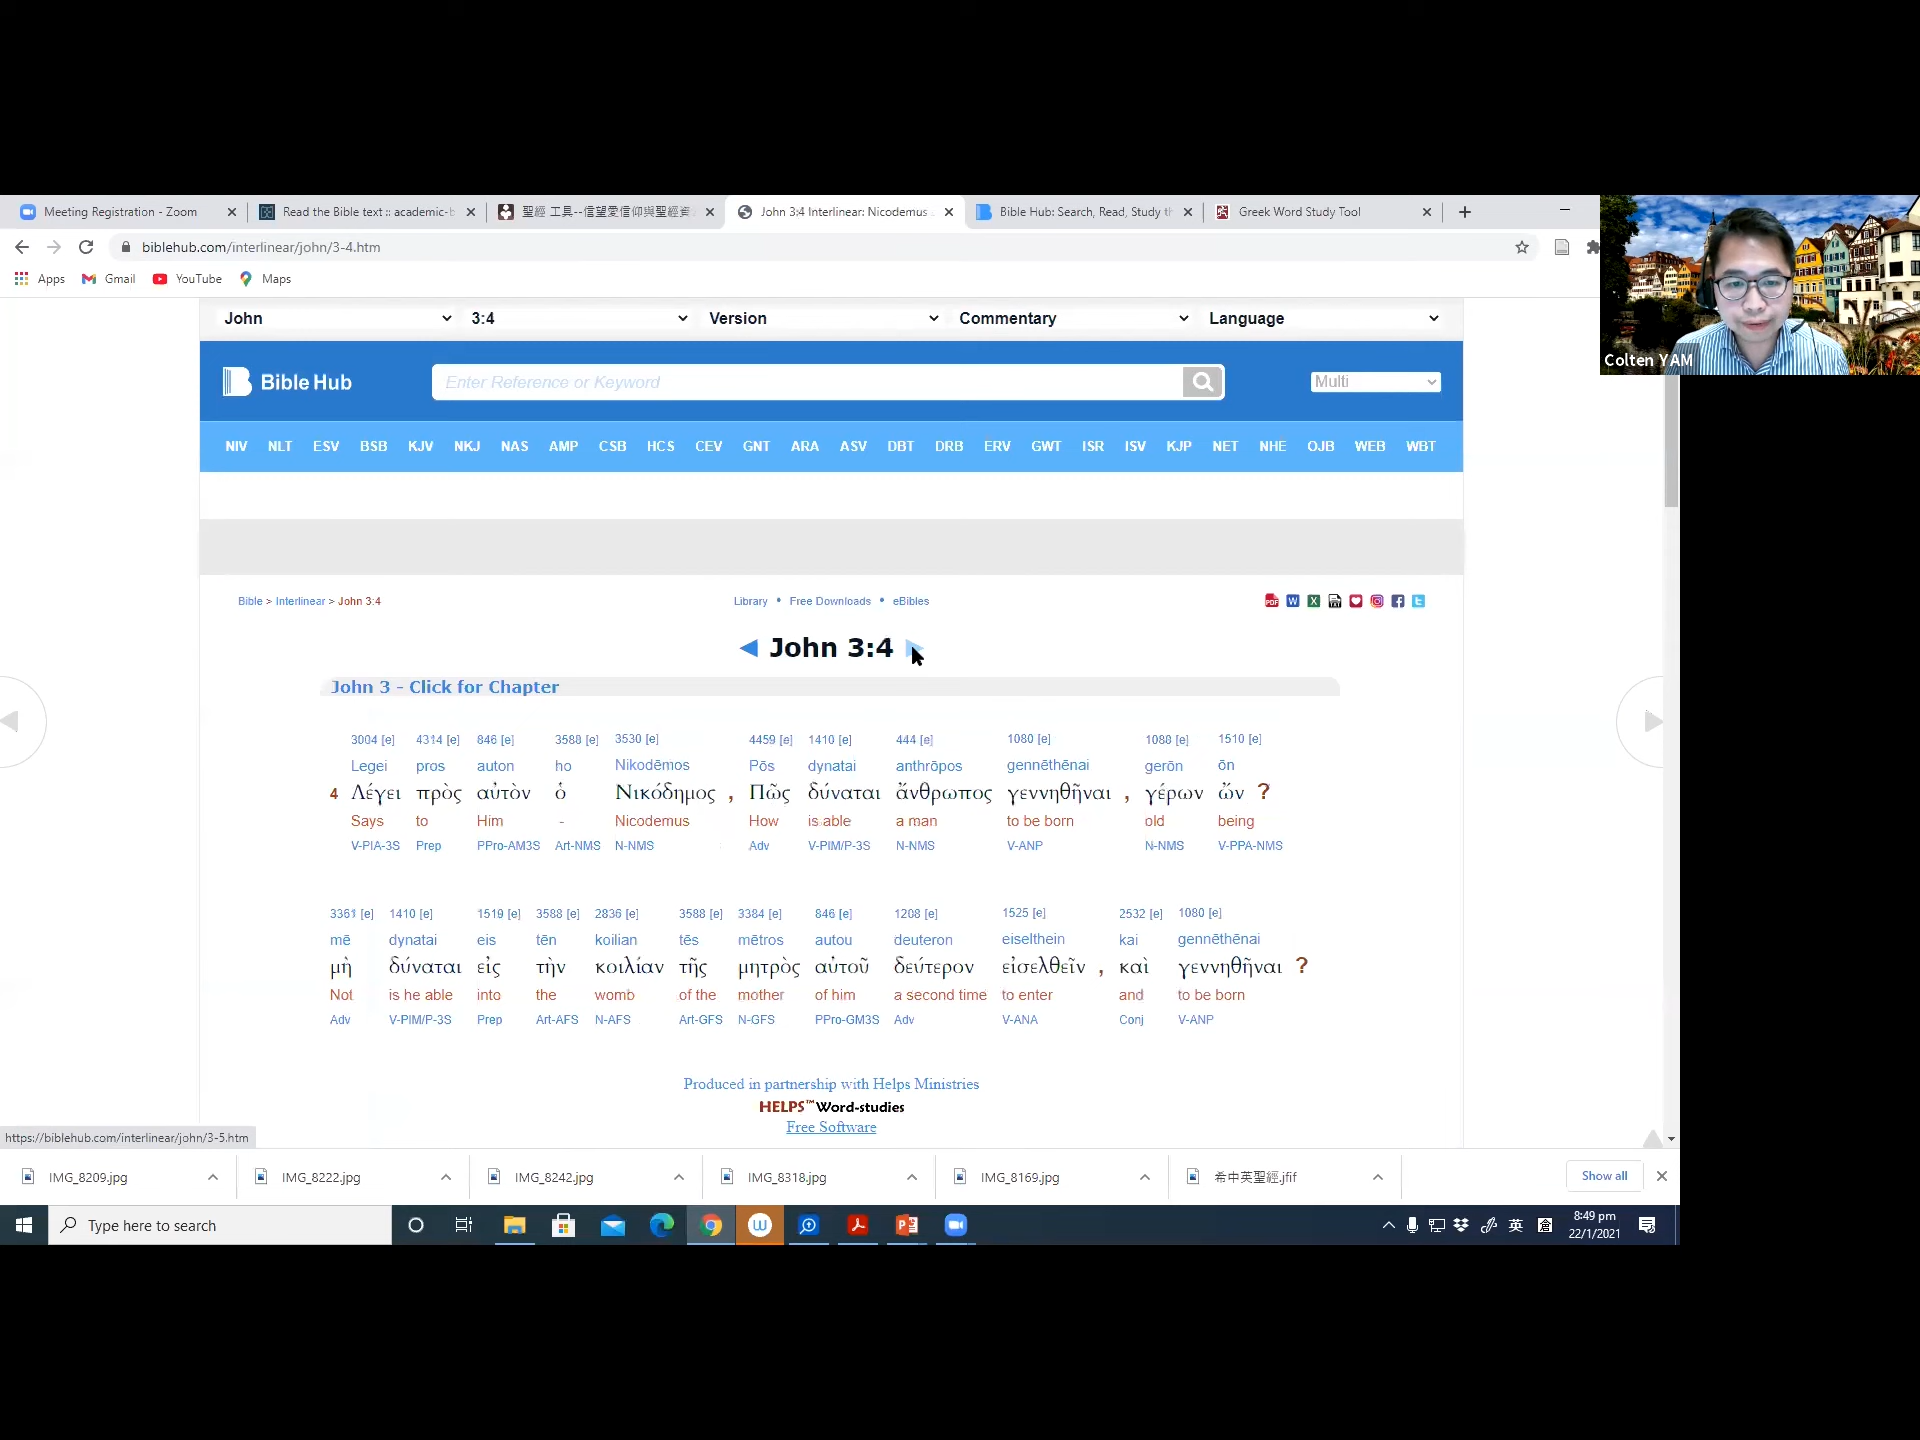 Meeting Registration - Zoom
Read the Bible text :: academic-b
聖經 工具--信望愛信仰與聖經資
John 3:4 Interlinear: Nicodemus
Bible Hub: Search, Read, Study th
Greek Word Study Tool
biblehub.com/interlinear/john/3-4.htm
Apps Gmail YouTube Maps
Colten YAM
John 3:4 Version Commentary Language
Bible Hub Enter Reference or Keyword Multi
NIV NLT ESV BSB KJV NKJ NAS AMP CSB HCS CEV GNT ARA ASV DBT DRB ERV GWT ISR ISV KJP NET NHE OJB WEB WBT
Bible > Interlinear > John 3:4 Library • Free Downloads • eBibles
◄ John 3:4 ►
John 3 - Click for Chapter
3004 [e] 4314 [e] 846 [e] 3588 [e] 3530 [e] 4459 [e] 1410 [e] 444 [e] 1080 [e] 1088 [e] 1510 [e]
Legei pros auton ho Nikodēmos Pōs dynatai anthrōpos gennēthēnai gerōn ōn
4 Λέγει πρὸς αὐτὸν ὁ Νικόδημος , Πῶς δύναται ἄνθρωπος γεννηθῆναι , γέρων ὤν ?
Says to Him - Nicodemus How is able a man to be born old being
V-PIA-3S Prep PPro-AM3S Art-NMS N-NMS Adv V-PIM/P-3S N-NMS V-ANP N-NMS V-PPA-NMS
3361 [e] 1410 [e] 1519 [e] 3588 [e] 2836 [e] 3588 [e] 3384 [e] 846 [e] 1208 [e] 1525 [e] 2532 [e] 1080 [e]
mē dynatai eis tēn koilian tēs mētros autou deuteron eiselthein kai gennēthēnai
μὴ δύναται εἰς τὴν κοιλίαν τῆς μητρὸς αὐτοῦ δεύτερον εἰσελθεῖν , καὶ γεννηθῆναι ?
Not is he able into the womb of the mother of him a second time to enter and to be born
Adv V-PIM/P-3S Prep Art-AFS N-AFS Art-GFS N-GFS PPro-GM3S Adv V-ANA Conj V-ANP
Produced in partnership with Helps Ministries
HELPS™ Word-studies
Free Software
https://biblehub.com/interlinear/john/3-5.htm
IMG_8209.jpg IMG_8222.jpg IMG_8242.jpg IMG_8318.jpg IMG_8169.jpg 希中英聖經.jfif Show all
Type here to search
英 倉
8:49 pm
22/1/2021